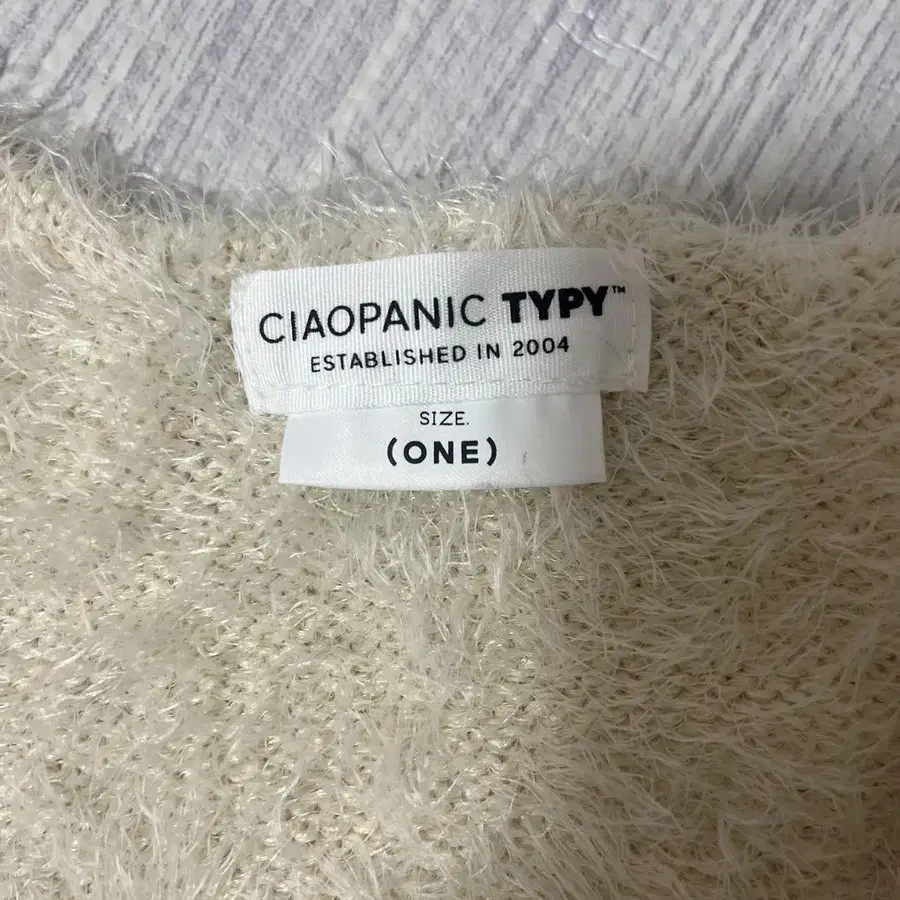 CIAOPANIC TYPY™
ESTABLISHED IN 2004
SIZE.
(ONE)